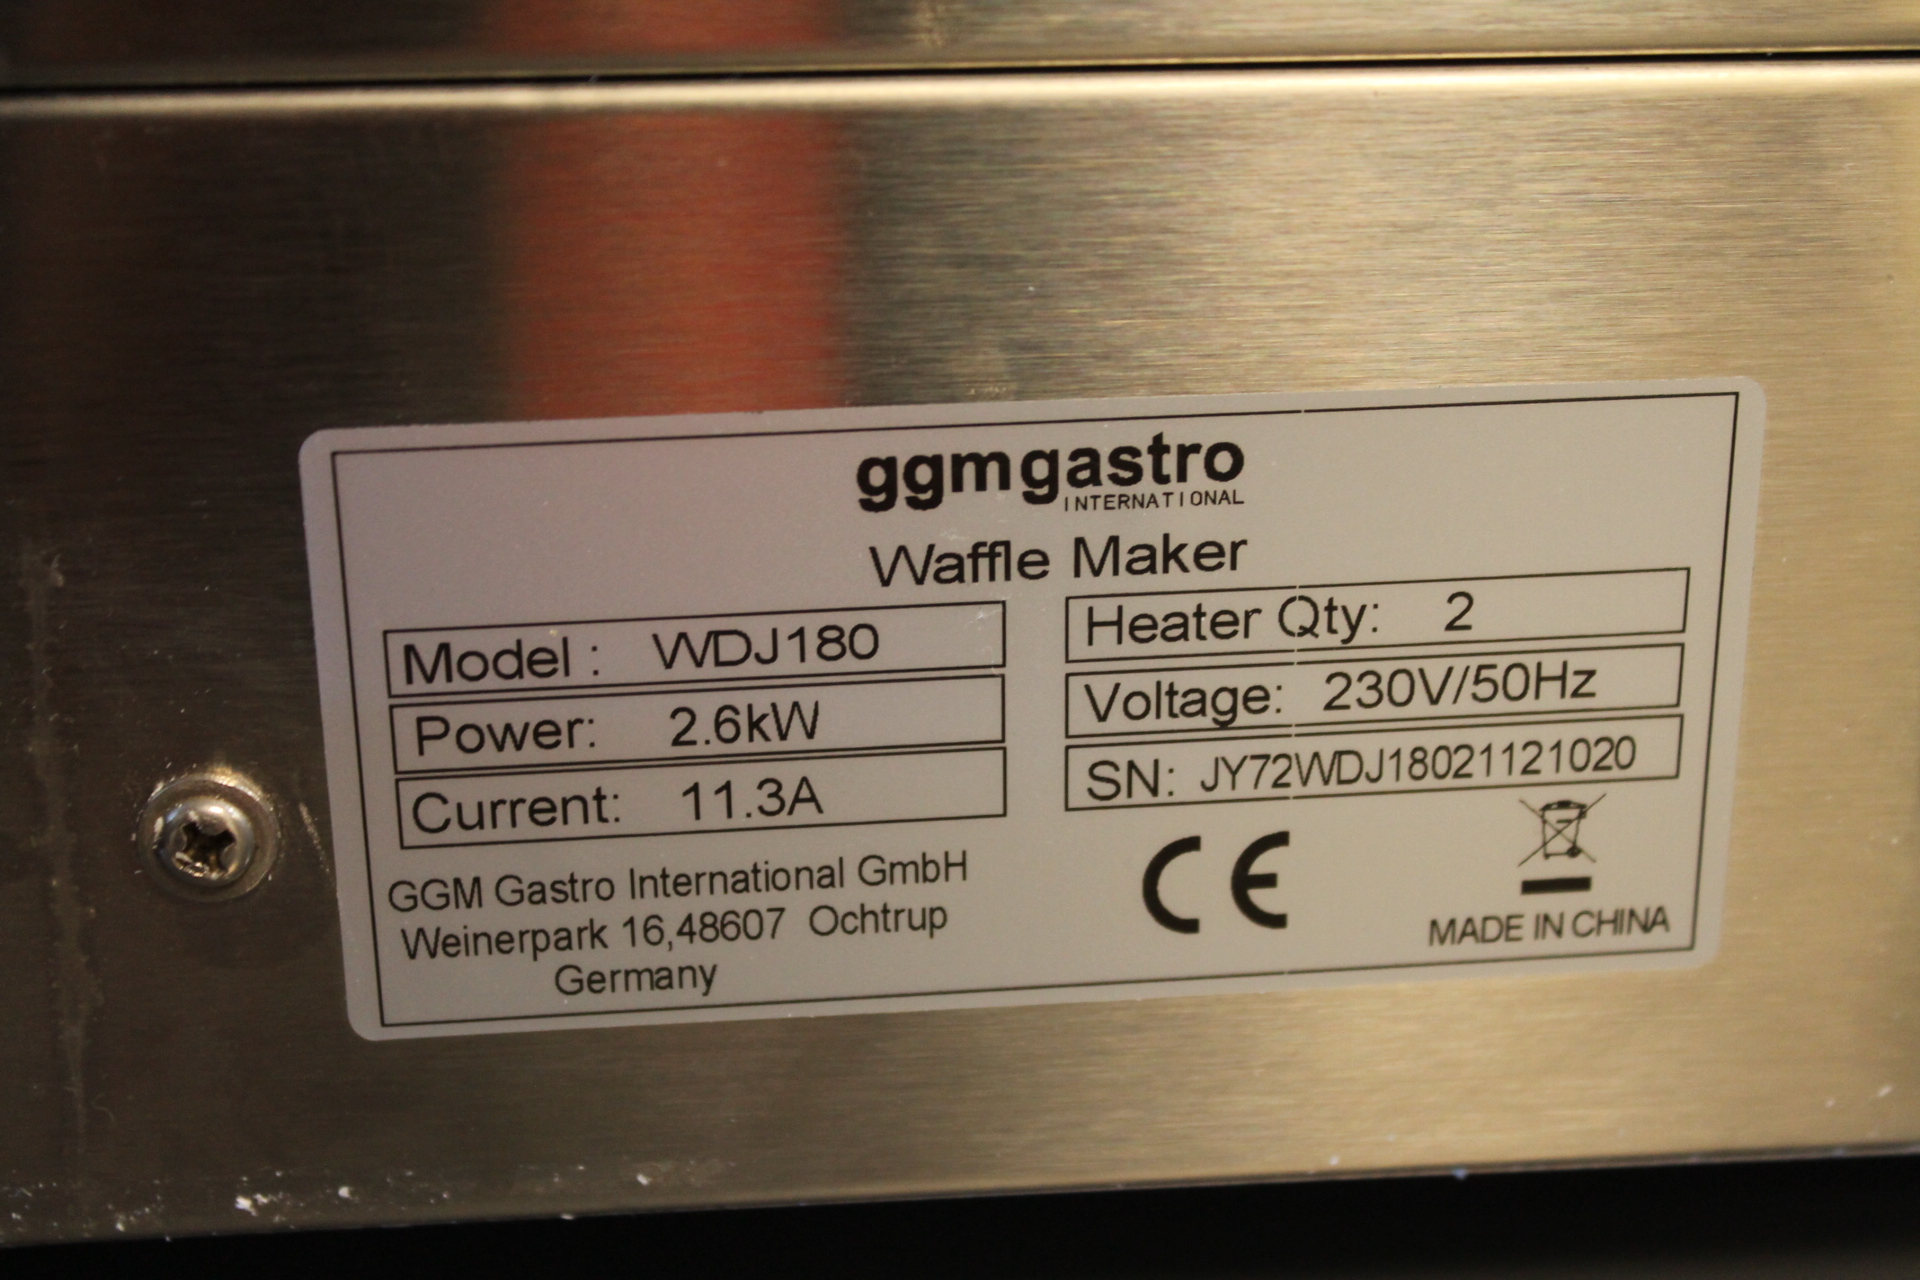 ggmgastro
INTERNATIONAL
Waffle Maker
Model : WDJ180
Power: 2.6kW
Current: 11.3A
Heater Qty: 2
Voltage: 230V/50Hz
SN: JY72WDJ18021121020
GGM Gastro International GmbH
Weinerpark 16,48607 Ochtrup
Germany
CE
MADE IN CHINA